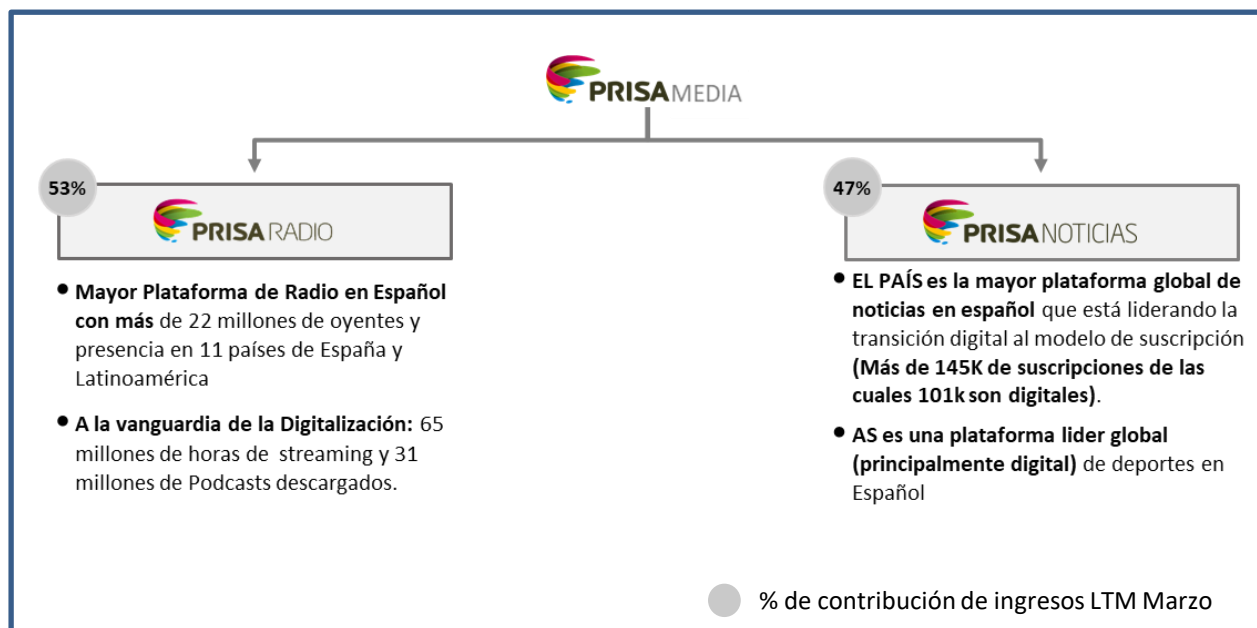 PRISA MEDIA
53%
PRISA RADIO
• Mayor Plataforma de Radio en Español
con más de 22 millones de oyentes y
presencia en 11 países de España y
Latinoamérica
• A la vanguardia de la Digitalización: 65
millones de horas de streaming y 31
millones de Podcasts descargados.
47%
PRISA NOTICIAS
• EL PAÍS es la mayor plataforma global de
noticias en español que está liderando la
transición digital al modelo de suscripción
(Más de 145K de suscripciones de las
cuales 101k son digitales).
• AS es una plataforma lider global
(principalmente digital) de deportes en
Español
% de contribución de ingresos LTM Marzo